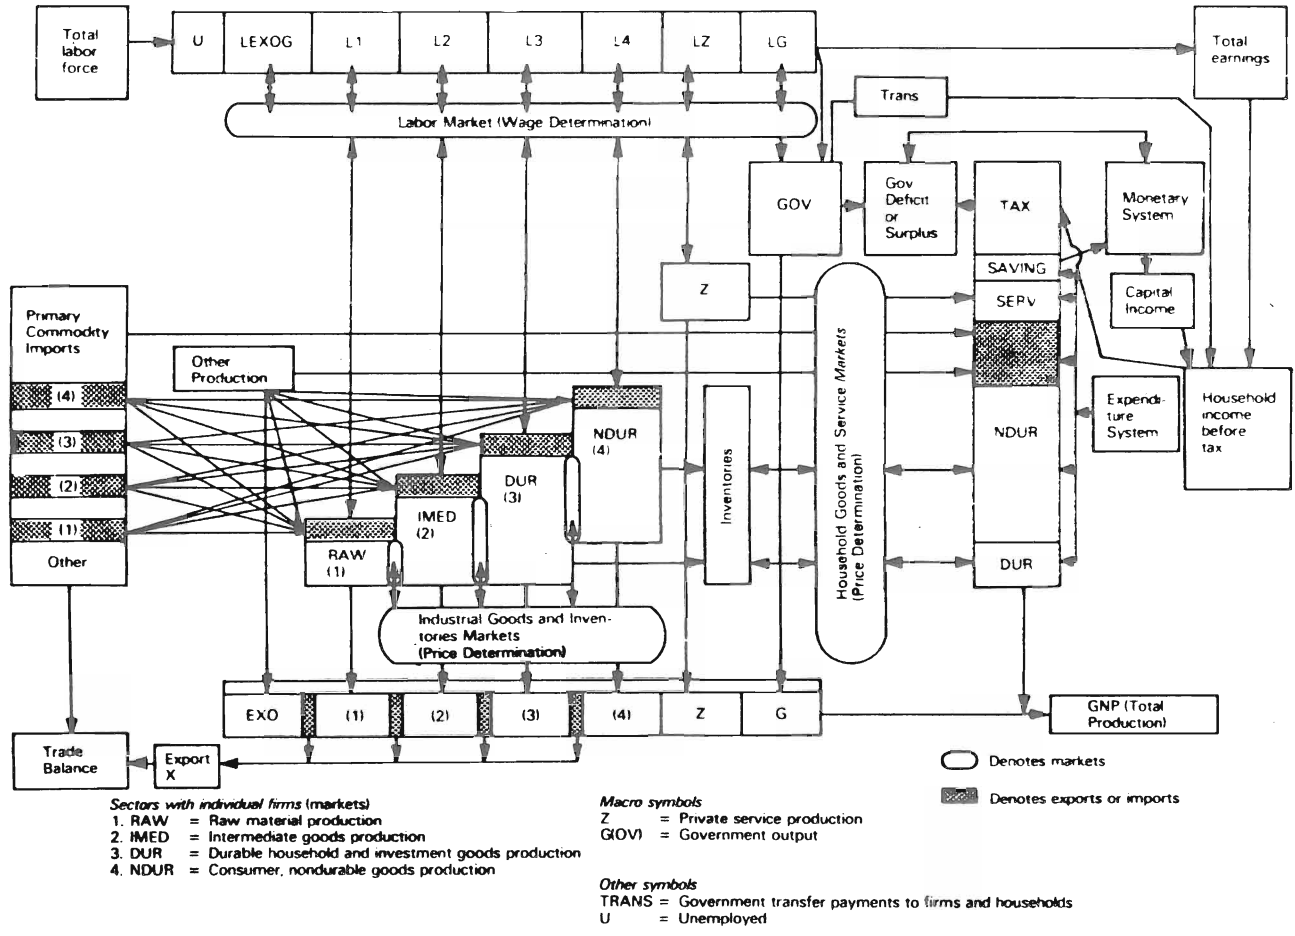 Total
labor
force
U
LEXOG
L1
L2
L3
L4
LZ
LG
Total
earnings
Labor Market (Wage Determination)
Trans
GOV
Gov
Deficit
or
Surplus
TAX
Monetary
System
SAVING
SERV
Capital
Income
Z
Primary
Commodity
Imports
Other
Production
(4)
(3)
(2)
(1)
Other
NDUR
(4)
DUR
(3)
IMED
(2)
RAW
(1)
Inventories
Household Goods and Service Markets
(Price Determination)
NDUR
DUR
Expendi-
ture
System
Household
income
before
tax
Industrial Goods and Inven-
tories Markets
(Price Determination)
EXO
(1)
(2)
(3)
(4)
Z
G
GNP (Total
Production)
Trade
Balance
Export
X
Denotes markets
Denotes exports or imports
Sectors with individual firms (markets)
1. RAW = Raw material production
2. IMED = Intermediate goods production
3. DUR = Durable household and investment goods production
4. NDUR = Consumer, nondurable goods production
Macro symbols
Z = Private service production
G(OV) = Government output
Other symbols
TRANS = Government transfer payments to firms and households
U = Unemployed